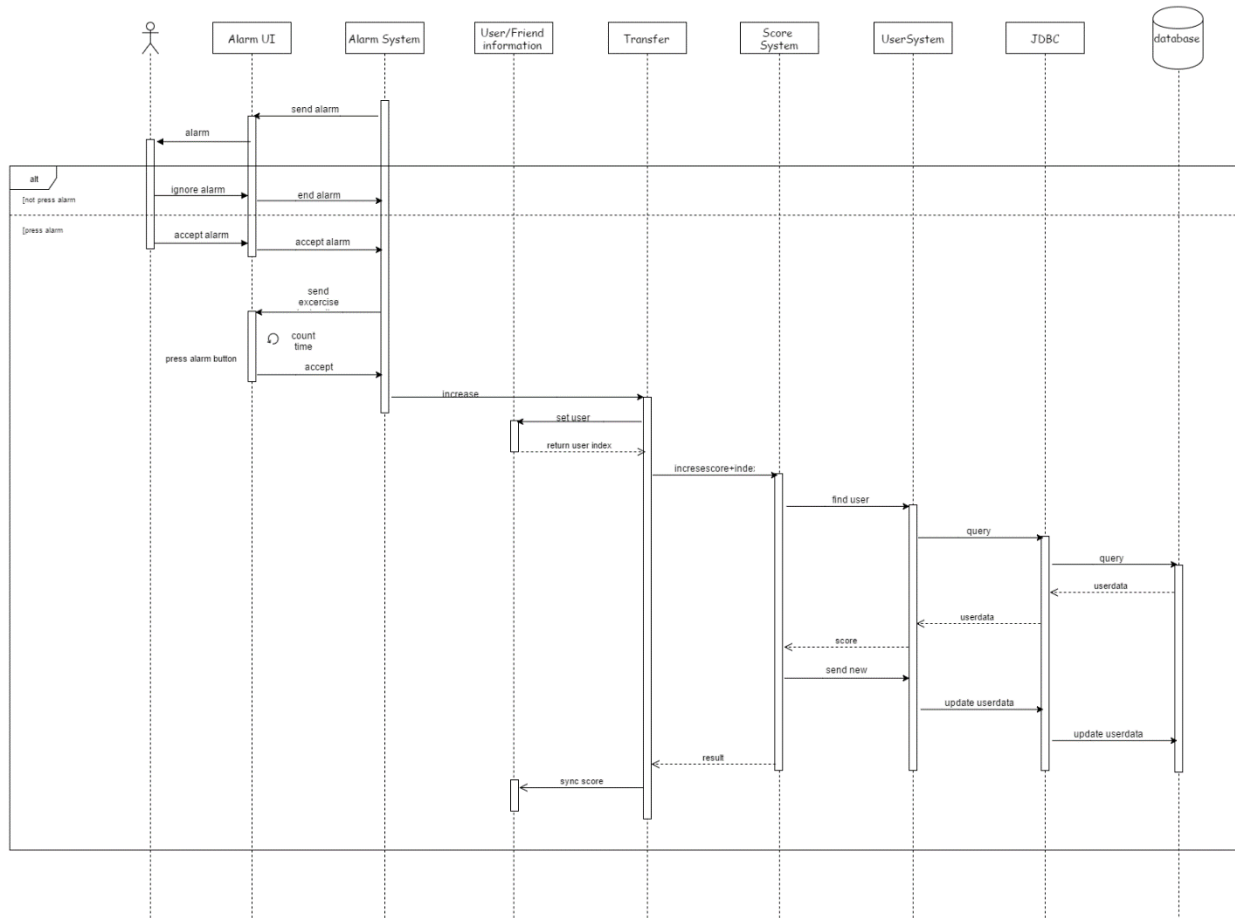 Alarm UI
Alarm System
User/Friend
information
Transfer
Score
System
UserSystem
JDBC
database
send alarm
alarm
alt
[not press alarm
ignore alarm
end alarm
[press alarm
accept alarm
accept alarm
send
excercise
count
time
press alarm button
accept
increase
set user
return user index
incresescore+inde
find user
query
query
userdata
userdata
score
send new
update userdata
update userdata
result
sync score